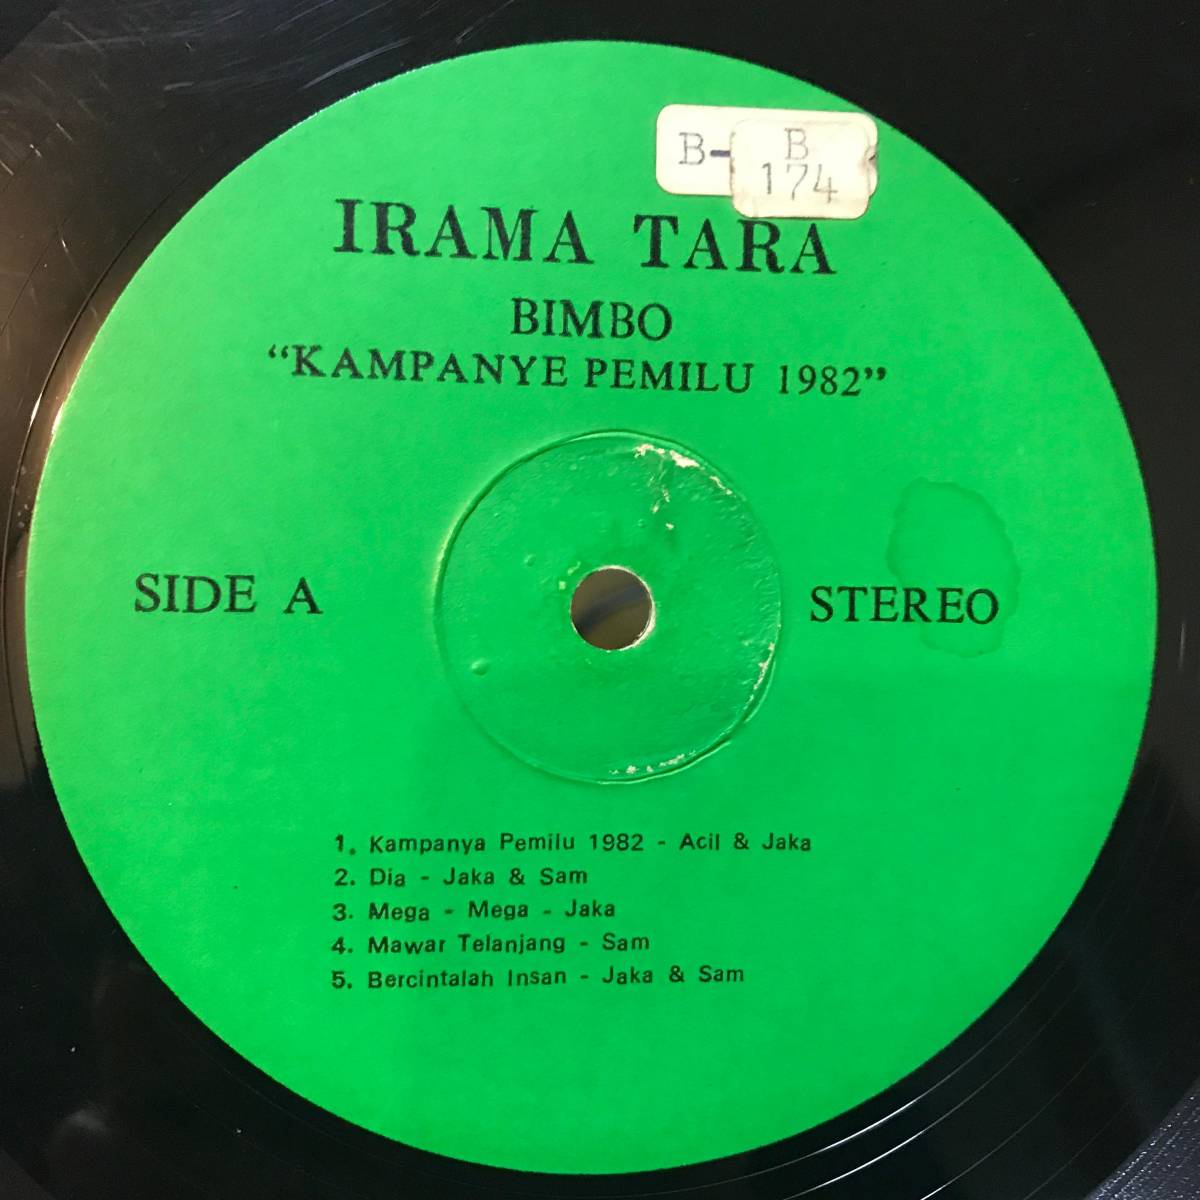 B-
B
174
IRAMA TARA
BIMBO
“KAMPANYE PEMILU 1982”
SIDE A
STEREO
1. Kampanya Pemilu 1982 - Acil & Jaka
2. Dia - Jaka & Sam
3. Mega - Mega - Jaka
4. Mawar Telanjang - Sam
5. Bercintalah Insan - Jaka & Sam